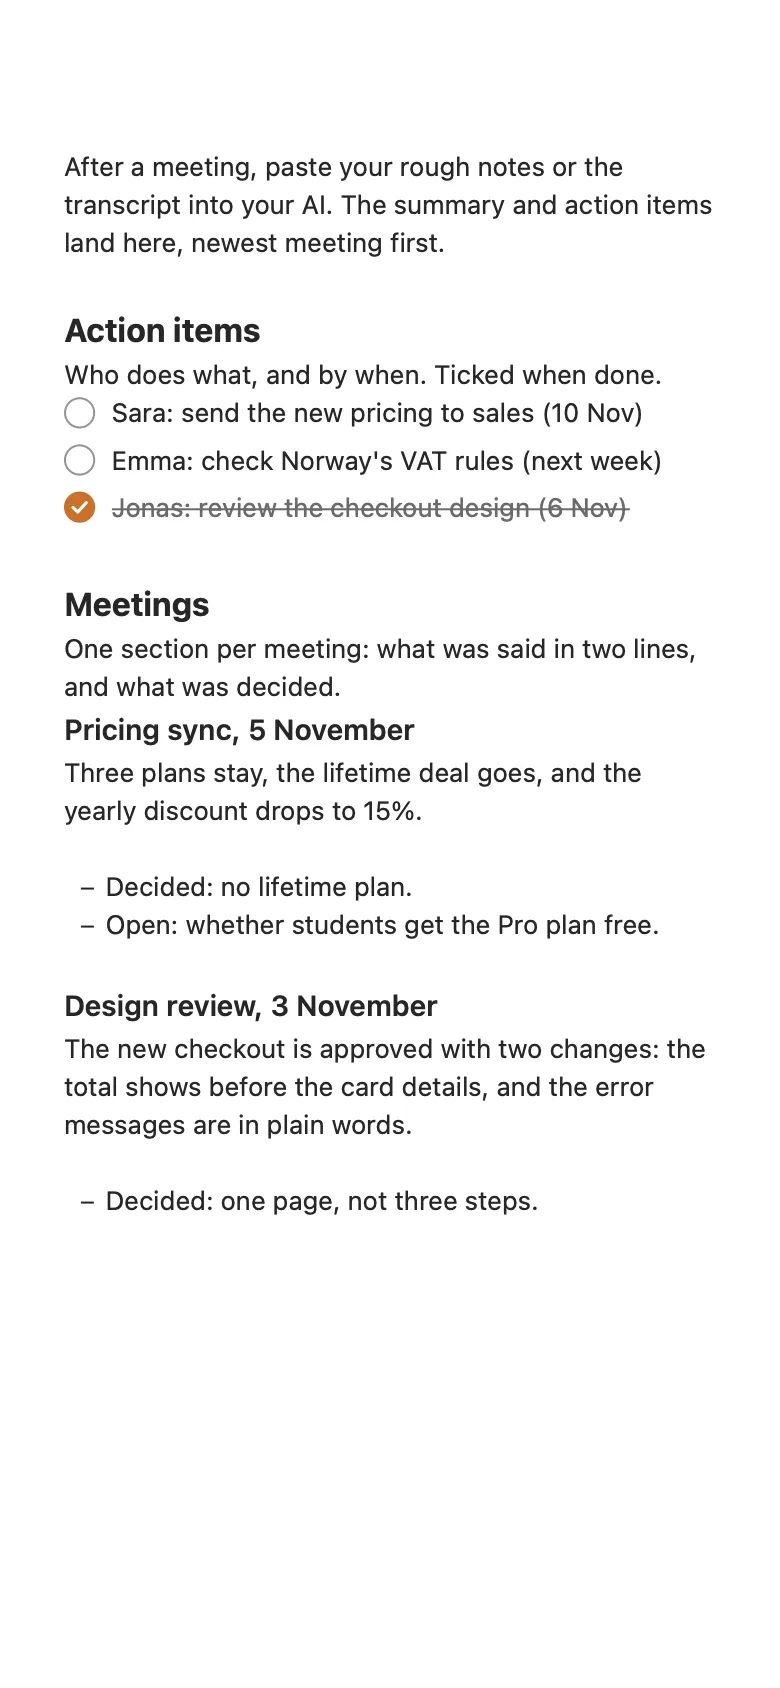 After a meeting, paste your rough notes or the
transcript into your AI. The summary and action items
land here, newest meeting first.
Action items
Who does what, and by when. Ticked when done.
Sara: send the new pricing to sales (10 Nov)
Emma: check Norway's VAT rules (next week)
Jonas: review the checkout design (6 Nov)
Meetings
One section per meeting: what was said in two lines,
and what was decided.
Pricing sync, 5 November
Three plans stay, the lifetime deal goes, and the
yearly discount drops to 15%.
– Decided: no lifetime plan.
– Open: whether students get the Pro plan free.
Design review, 3 November
The new checkout is approved with two changes: the
total shows before the card details, and the error
messages are in plain words.
– Decided: one page, not three steps.